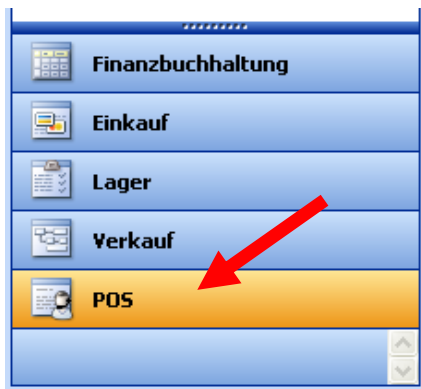 Finanzbuchhaltung
Einkauf
Lager
Verkauf
POS